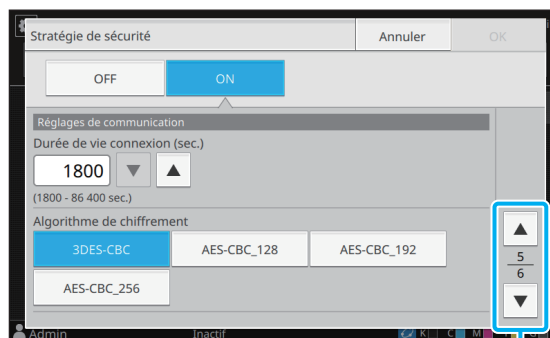 Stratégie de sécurité Annuler OK
OFF ON
Réglages de communication
Durée de vie connexion (sec.)
1800
(1800 - 86 400 sec.)
Algorithme de chiffrement
3DES-CBC AES-CBC_128 AES-CBC_192
5
6
AES-CBC_256
Admin Inactif K C M